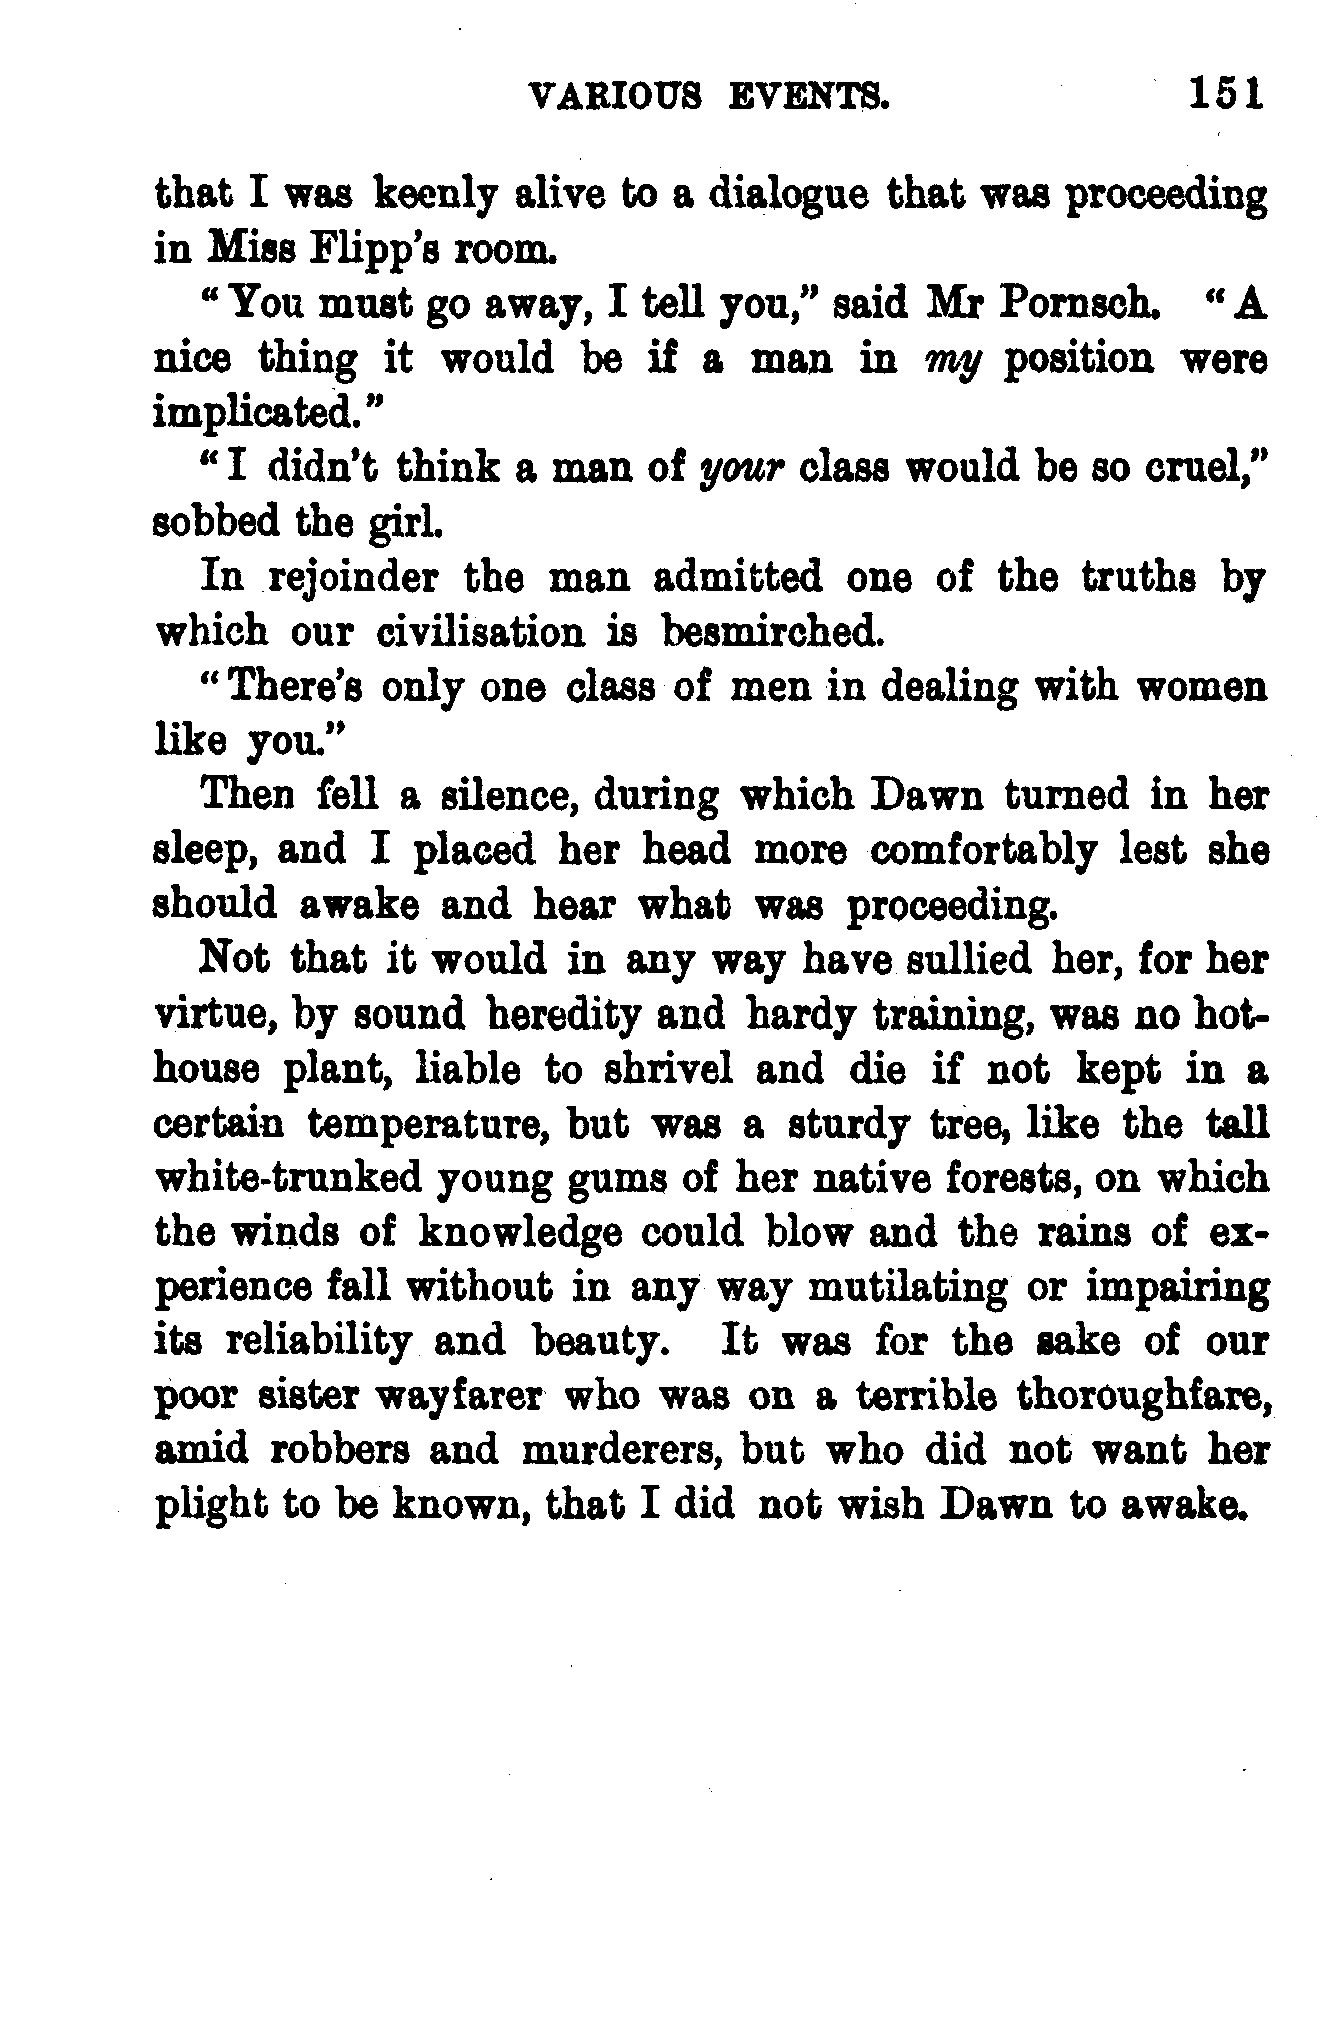 VARIOUS EVENTS. 151
that I was keenly alive to a dialogue that was proceeding
in Miss Flipp's room.
"You must go away, I tell you," said Mr Pornsch. "A
nice thing it would be if a man in my position were
implicated."
"I didn't think a man of your class would be so cruel,"
sobbed the girl.
In rejoinder the man admitted one of the truths by
which our civilisation is besmirched.
"There's only one class of men in dealing with women
like you."
Then fell a silence, during which Dawn turned in her
sleep, and I placed her head more comfortably lest she
should awake and hear what was proceeding.
Not that it would in any way have sullied her, for her
virtue, by sound heredity and hardy training, was no hot-
house plant, liable to shrivel and die if not kept in a
certain temperature, but was a sturdy tree, like the tall
white-trunked young gums of her native forests, on which
the winds of knowledge could blow and the rains of ex-
perience fall without in any way mutilating or impairing
its reliability and beauty. It was for the sake of our
poor sister wayfarer who was on a terrible thoroughfare,
amid robbers and murderers, but who did not want her
plight to be known, that I did not wish Dawn to awake.